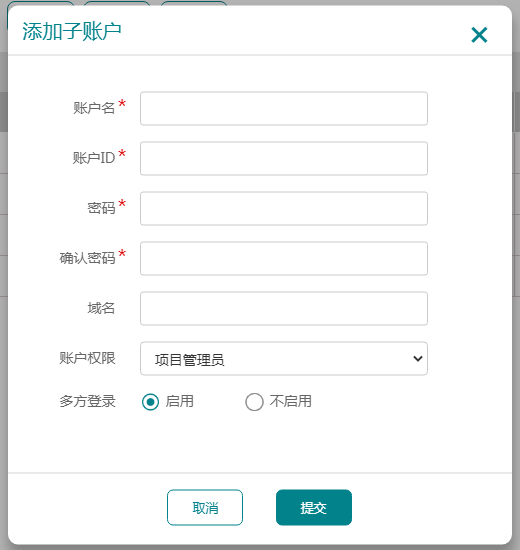 添加子账户
账户名*
账户ID*
密码*
确认密码*
域名
账户权限 项目管理员
多方登录 启用 不启用
取消 提交